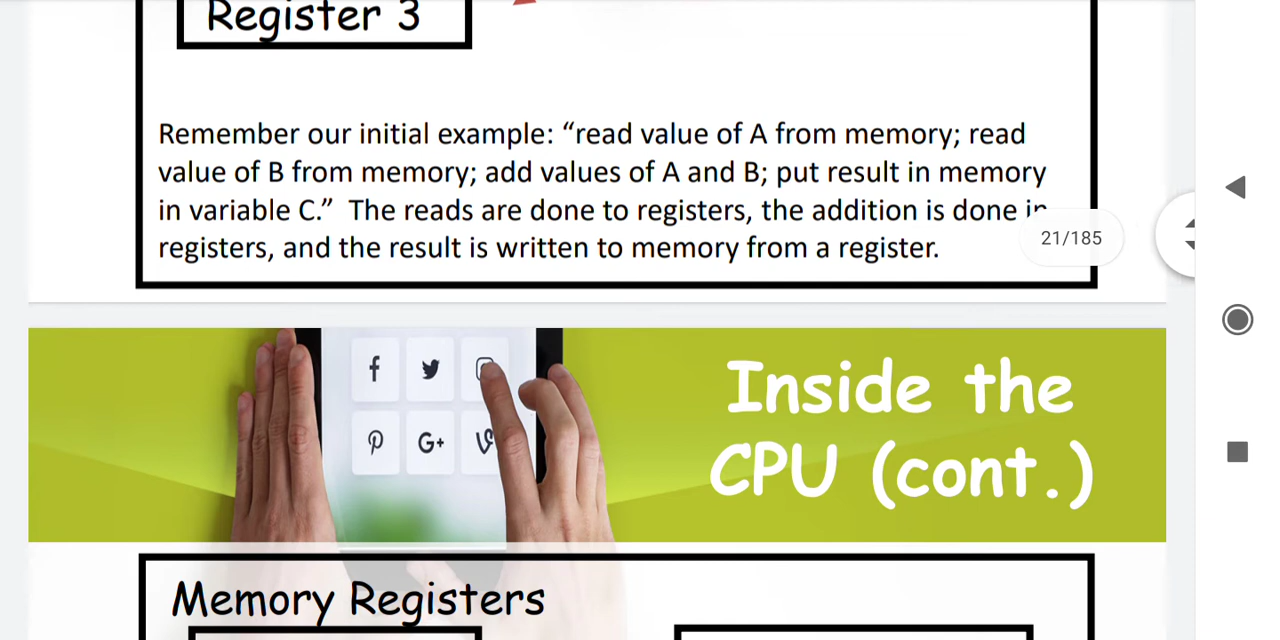 Register 3
Remember our initial example: “read value of A from memory; read
value of B from memory; add values of A and B; put result in memory
in variable C.”  The reads are done to registers, the addition is done in
registers, and the result is written to memory from a register.
21/185
f
G+
Inside the
CPU (cont.)
Memory Registers